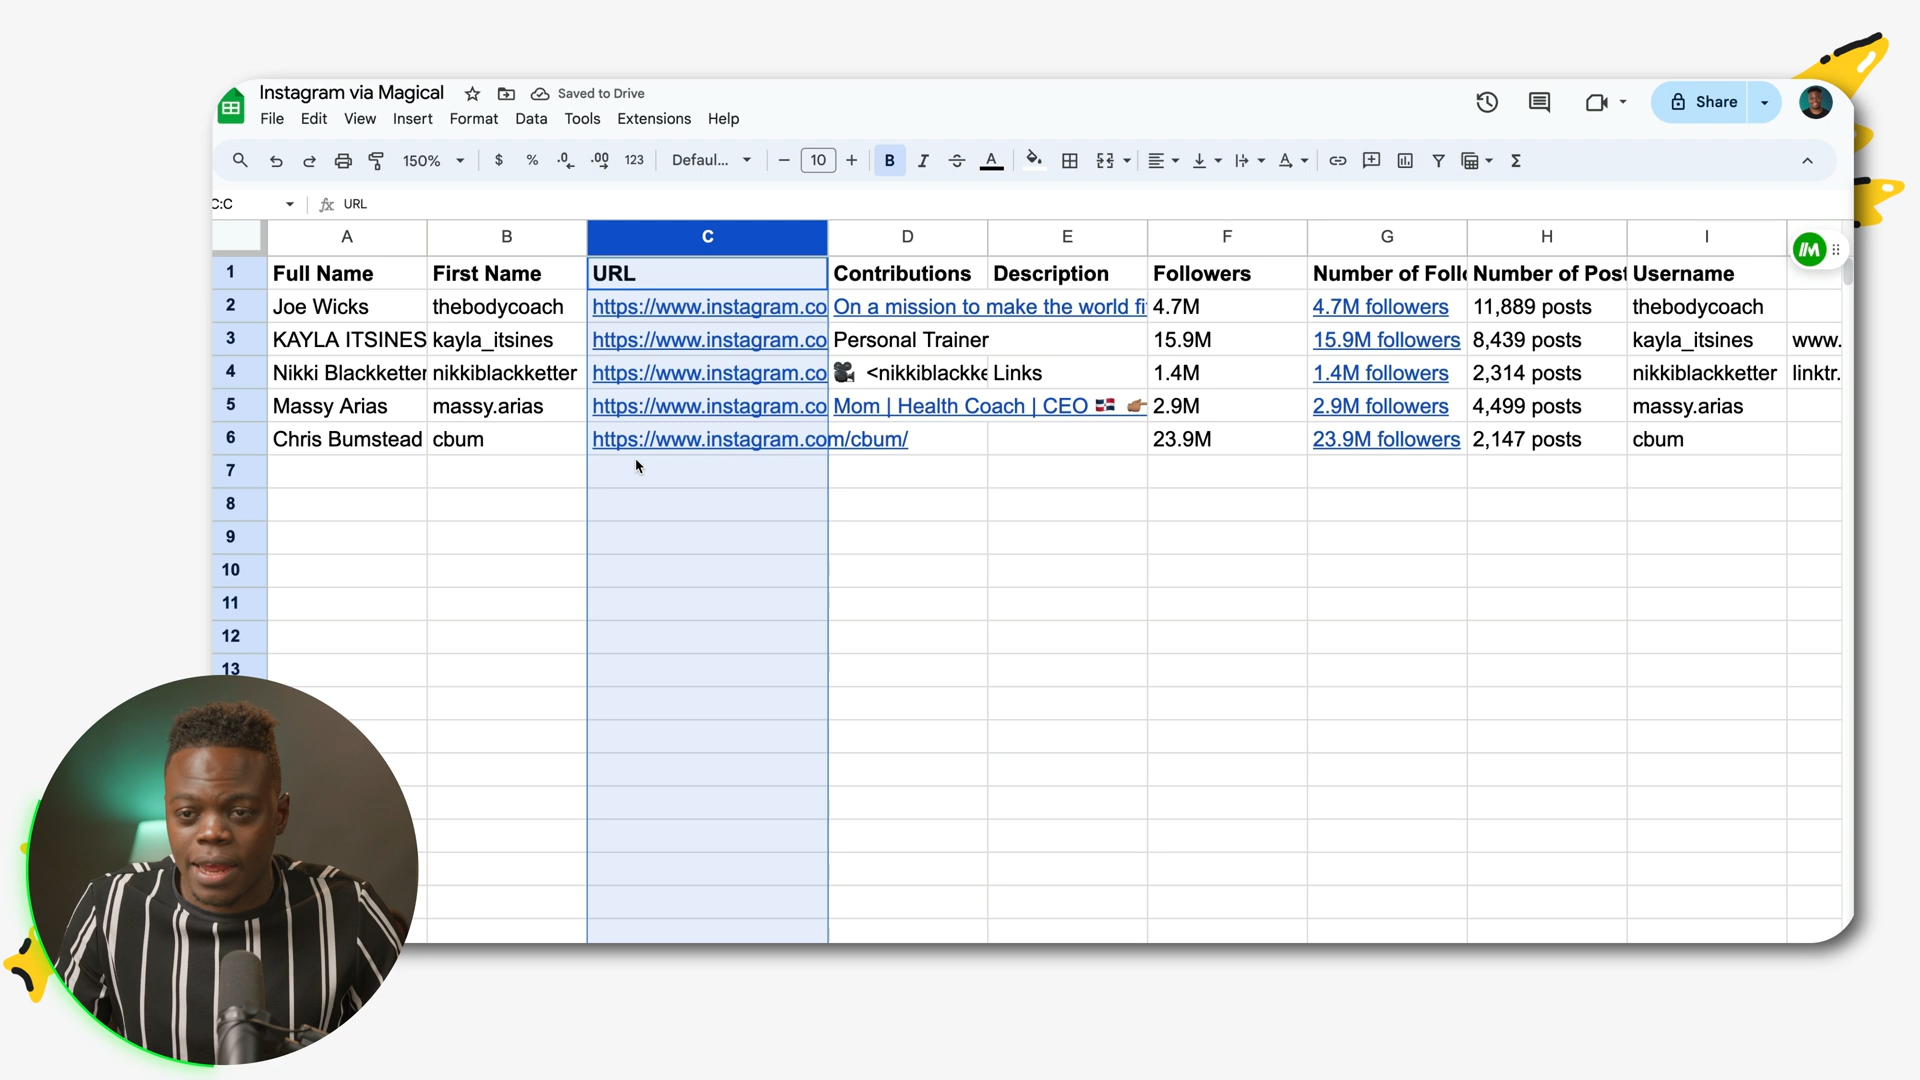 Instagram via Magical Saved to Drive
File Edit View Insert Format Data Tools Extensions Help
Share
150% $ % .0 .00 123 Defaul... 10 B I A
C:C fx URL
A B C D E F G H I
1 Full Name First Name URL Contributions Description Followers Number of Foll Number of Post Username
2 Joe Wicks thebodycoach https://www.instagram.co On a mission to make the world fi 4.7M 4.7M followers 11,889 posts thebodycoach
3 KAYLA ITSINES kayla_itsines https://www.instagram.co Personal Trainer 15.9M 15.9M followers 8,439 posts kayla_itsines www.
4 Nikki Blackketter nikkiblackketter https://www.instagram.co 🎥 <nikkiblackke Links 1.4M 1.4M followers 2,314 posts nikkiblackketter linktr.
5 Massy Arias massy.arias https://www.instagram.co Mom | Health Coach | CEO 🇩🇴 👉🏽 2.9M 2.9M followers 4,499 posts massy.arias
6 Chris Bumstead cbum https://www.instagram.com/cbum/ 23.9M 23.9M followers 2,147 posts cbum
7
8
9
10
11
12
13